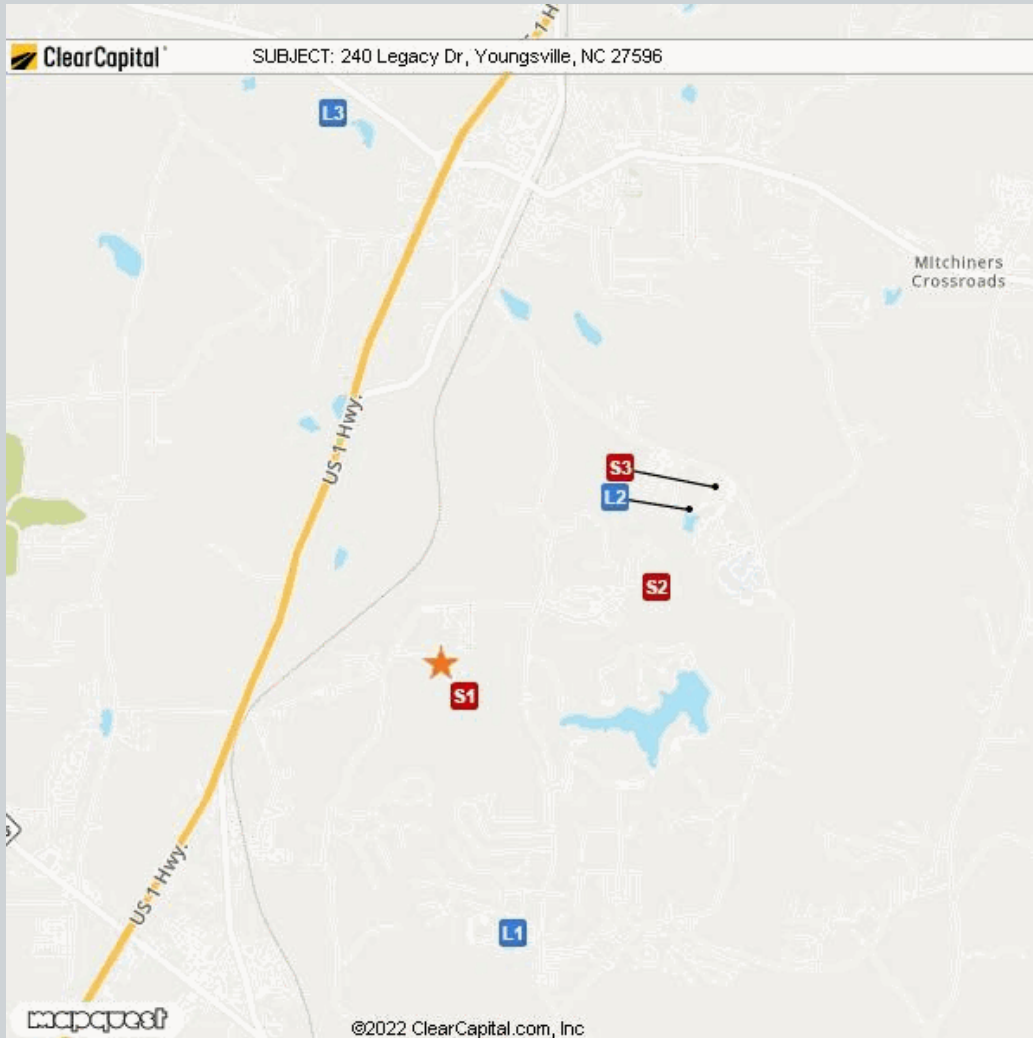 1 H
ClearCapital
SUBJECT: 240 Legacy Dr, Youngsville, NC 27596
L3
Mitchiners
Crossroads
US 1 Hwy.
S3
L2
S2
S1
L1
US 1 Hwy.
mapquest
©2022 ClearCapital.com, Inc